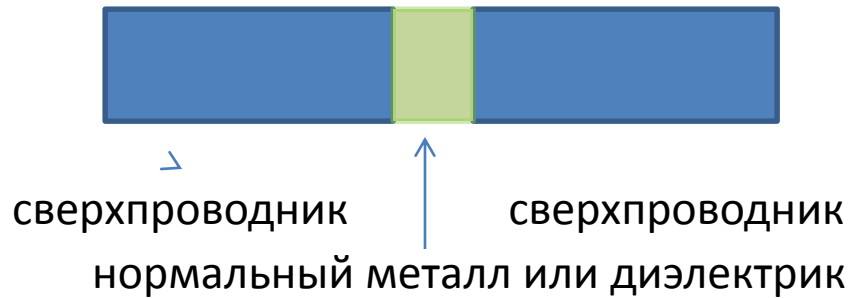 сверхпроводник сверхпроводник
нормальный металл или диэлектрик